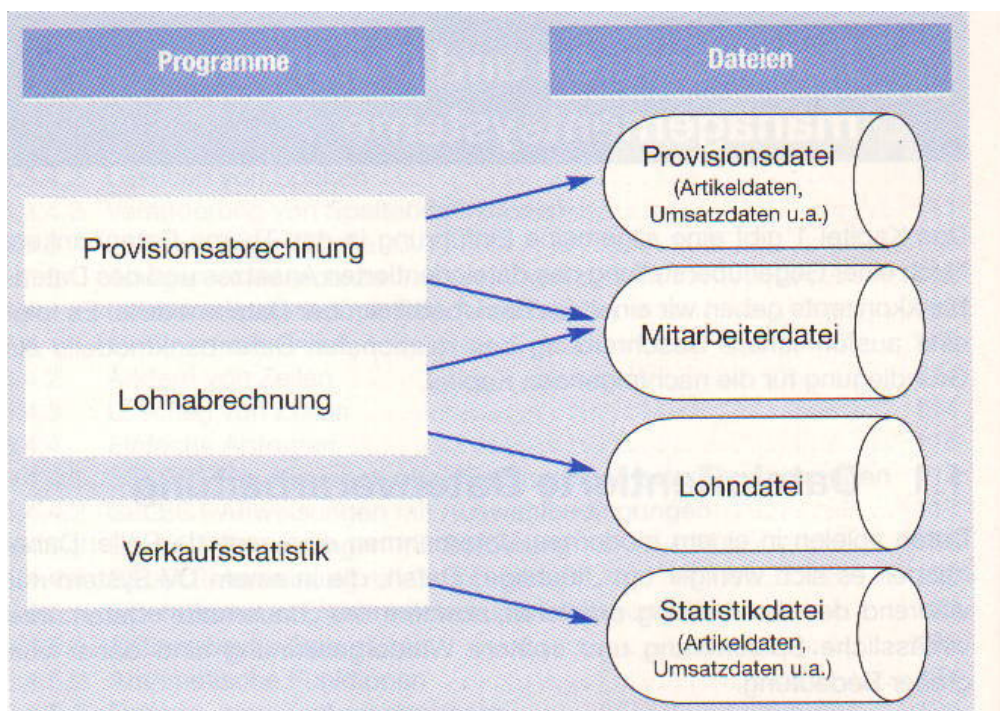 Programme
Dateien
Provisionsdatei
(Artikeldaten,
Umsatzdaten u.a.)
Provisionsabrechnung
Mitarbeiterdatei
Lohnabrechnung
Lohndatei
Verkaufsstatistik
Statistikdatei
(Artikeldaten,
Umsatzdaten u.a.)